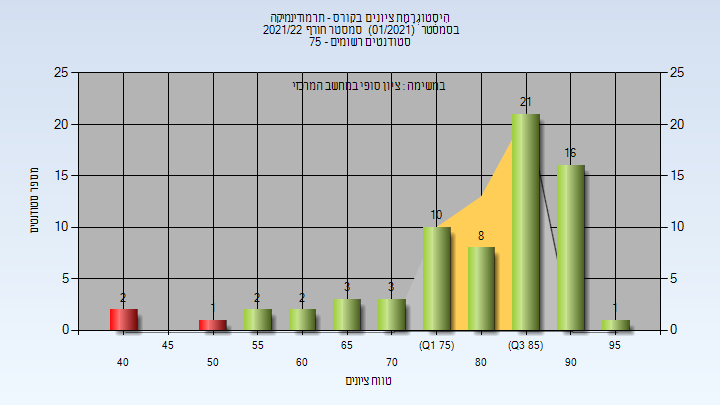 היסטוגרמת ציונים בקורס - תרמודינמיקה
בסמסטר (01/2021) סמסטר חורף 2021/22
סטודנטים רשומים - 75
במשימה : ציון סופי במחשב המרכזי
25 25
20 20
15 15
10 10
5 5
0 0
2 1 2 2 3 3 10 8 21 16 1
45 55 65 (Q1 75) (Q3 85) 95
40 50 60 70 80 90
מספר סטודנטים
טווח ציונים